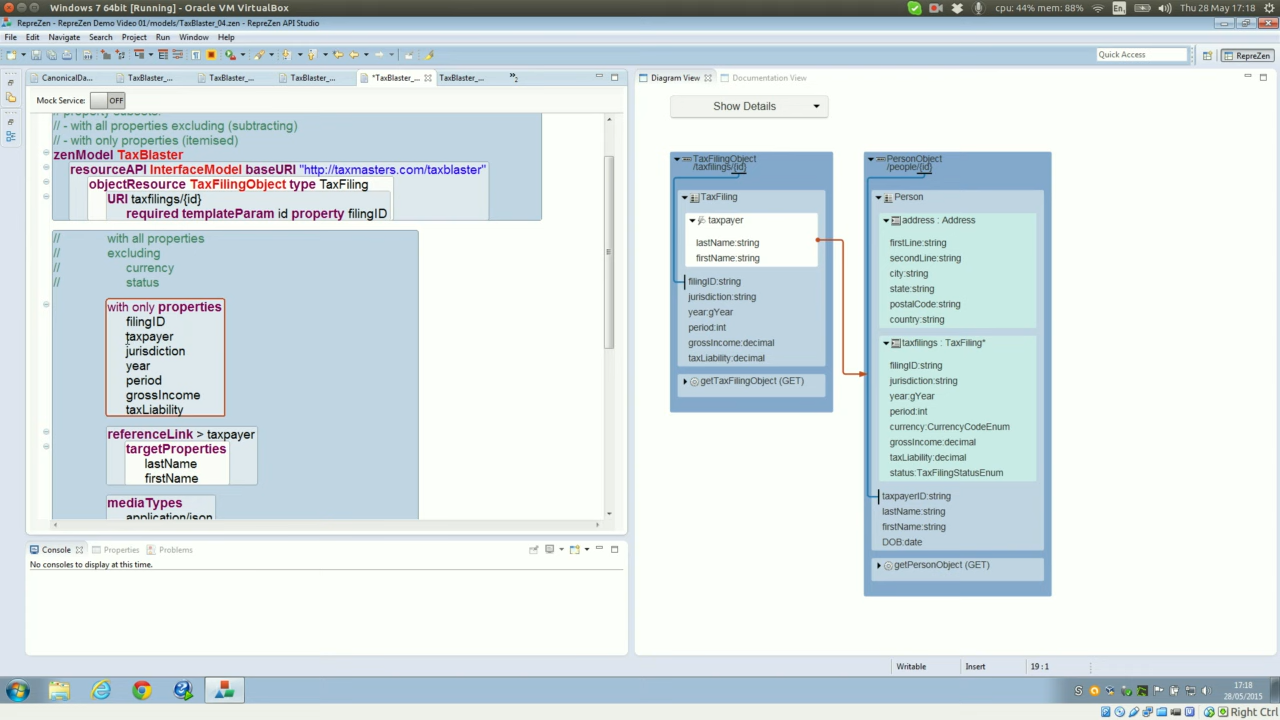 Windows 7 64bit [Running] - Oracle VM VirtualBox
cpu: 44% mem: 88%
En
Thu 28 May 17:18
RepreZen - RepreZen Demo Video 01/models/TaxBlaster_04.zen - RepreZen API Studio
File Edit Navigate Search Project Run Window Help
Quick Access
RepreZen
CanonicalDa... TaxBlaster_... TaxBlaster_... TaxBlaster_... *TaxBlaster_... TaxBlaster_...
Mock Service: OFF
// property subsets:
// - with all properties excluding (subtracting)
// - with only properties (itemised)
zenModel TaxBlaster
resourceAPI InterfaceModel baseURI "http://taxmasters.com/taxblaster"
objectResource TaxFilingObject type TaxFiling
URI taxfilings/{id}
required templateParam id property filingID
// with all properties
// excluding
// currency
// status
with only properties
filingID
taxpayer
jurisdiction
year
period
grossIncome
taxLiability
referenceLink > taxpayer
targetProperties
lastName
firstName
mediaTypes
application/json
Console Properties Problems
No consoles to display at this time.
Diagram View Documentation View
Show Details
TaxFilingObject
/taxfilings/{id}
TaxFiling
taxpayer
lastName:string
firstName:string
filingID:string
jurisdiction:string
year:gYear
period:int
grossIncome:decimal
taxLiability:decimal
getTaxFilingObject (GET)
PersonObject
/people/{id}
Person
address : Address
firstLine:string
secondLine:string
city:string
state:string
postalCode:string
country:string
taxfilings : TaxFiling*
filingID:string
jurisdiction:string
year:gYear
period:int
currency:CurrencyCodeEnum
grossIncome:decimal
taxLiability:decimal
status:TaxFilingStatusEnum
taxpayerID:string
lastName:string
firstName:string
DOB:date
getPersonObject (GET)
Writable Insert 19 : 1
17:18
28/05/2015
Right Ctrl